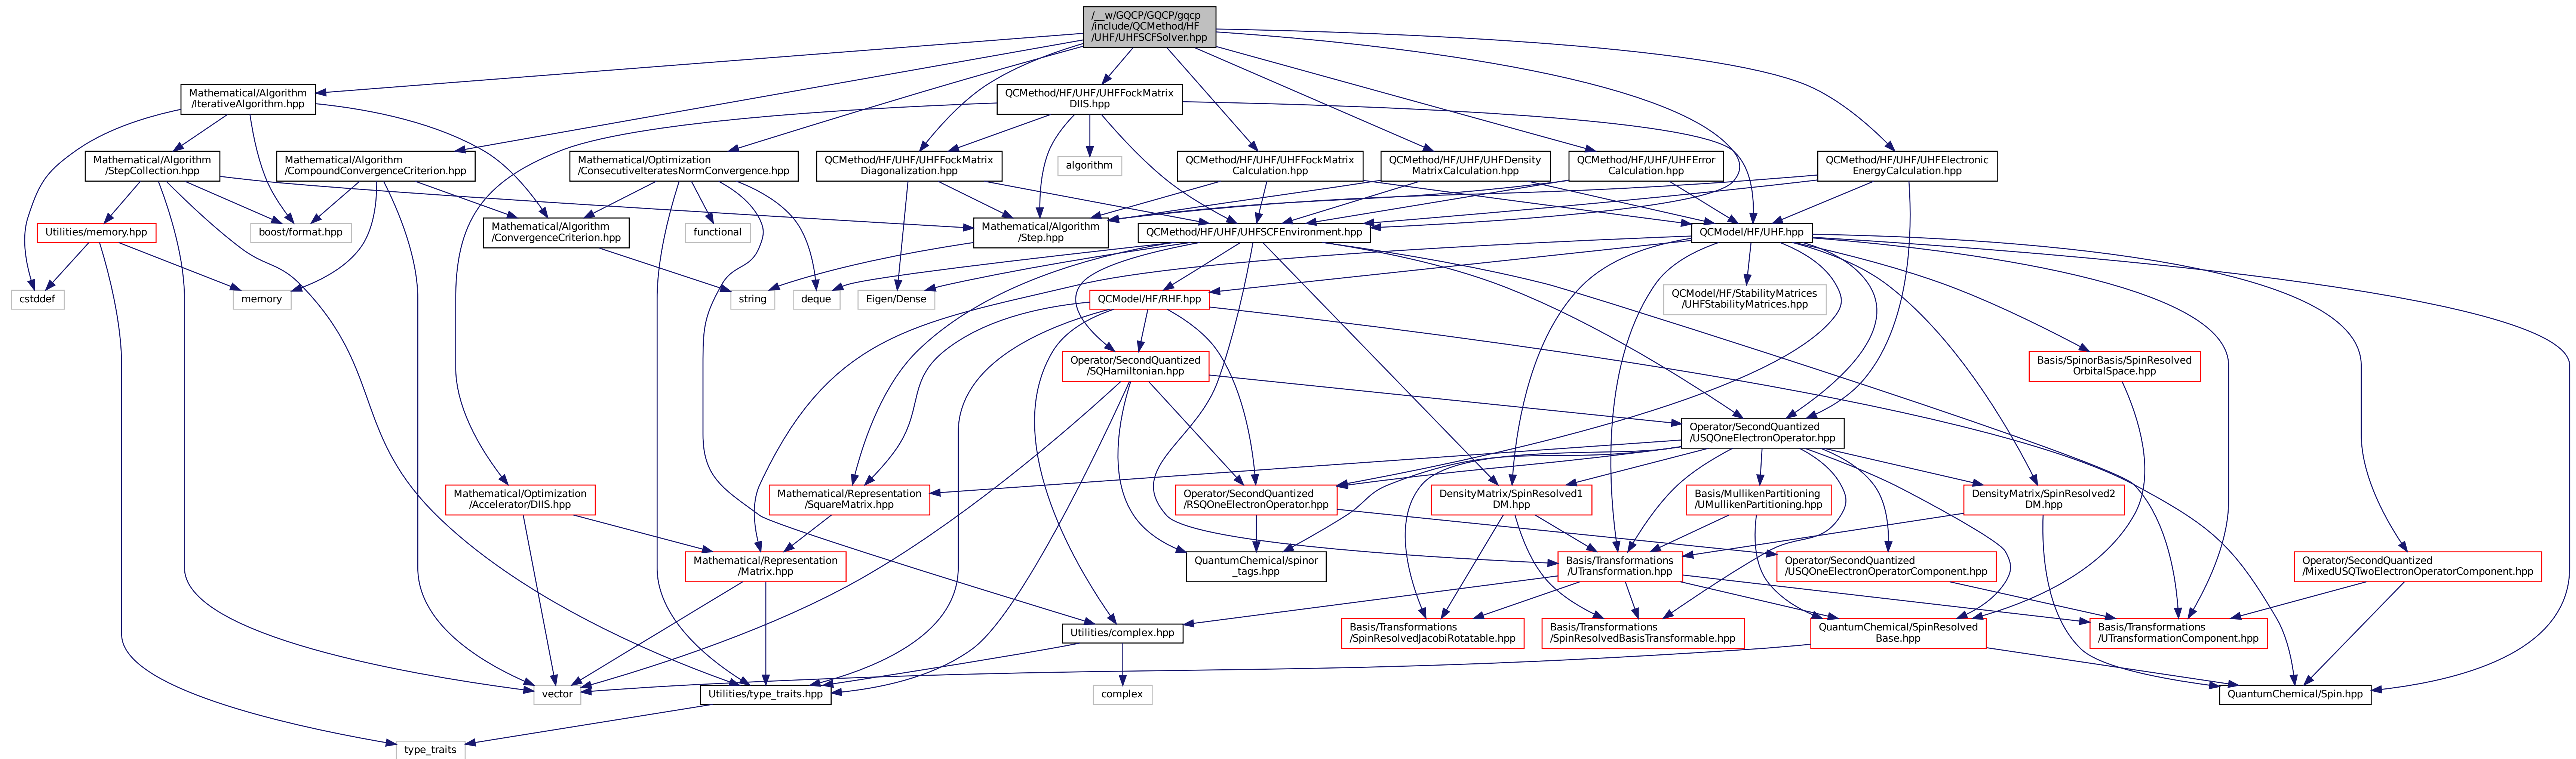 /__w/GQCP/GQCP/gqcp
/include/QCMethod/HF
/UHF/UHFSCFSolver.hpp
Mathematical/Algorithm
/IterativeAlgorithm.hpp
QCMethod/HF/UHF/UHFFockMatrix
DIIS.hpp
Mathematical/Algorithm
/StepCollection.hpp
Mathematical/Algorithm
/CompoundConvergenceCriterion.hpp
Mathematical/Optimization
/ConsecutiveIteratesNormConvergence.hpp
QCMethod/HF/UHF/UHFFockMatrix
Diagonalization.hpp
algorithm
QCMethod/HF/UHF/UHFFockMatrix
Calculation.hpp
QCMethod/HF/UHF/UHFDensity
MatrixCalculation.hpp
QCMethod/HF/UHF/UHFError
Calculation.hpp
QCMethod/HF/UHF/UHFElectronic
EnergyCalculation.hpp
Utilities/memory.hpp
boost/format.hpp
Mathematical/Algorithm
/ConvergenceCriterion.hpp
functional
Mathematical/Algorithm
/Step.hpp
QCMethod/HF/UHF/UHFSCFEnvironment.hpp
QCModel/HF/UHF.hpp
cstddef
memory
string
deque
Eigen/Dense
QCModel/HF/RHF.hpp
QCModel/HF/StabilityMatrices
/UHFStabilityMatrices.hpp
Operator/SecondQuantized
/SQHamiltonian.hpp
Basis/SpinorBasis/SpinResolved
OrbitalSpace.hpp
Operator/SecondQuantized
/USQOneElectronOperator.hpp
Mathematical/Optimization
/Accelerator/DIIS.hpp
Mathematical/Representation
/SquareMatrix.hpp
Operator/SecondQuantized
/RSQOneElectronOperator.hpp
DensityMatrix/SpinResolved1
DM.hpp
Basis/MullikenPartitioning
/UMullikenPartitioning.hpp
DensityMatrix/SpinResolved2
DM.hpp
Mathematical/Representation
/Matrix.hpp
QuantumChemical/spinor
_tags.hpp
Basis/Transformations
/UTransformation.hpp
Operator/SecondQuantized
/USQOneElectronOperatorComponent.hpp
Operator/SecondQuantized
/MixedUSQTwoElectronOperatorComponent.hpp
Utilities/complex.hpp
Basis/Transformations
/SpinResolvedJacobiRotatable.hpp
Basis/Transformations
/SpinResolvedBasisTransformable.hpp
QuantumChemical/SpinResolved
Base.hpp
Basis/Transformations
/UTransformationComponent.hpp
vector
Utilities/type_traits.hpp
complex
QuantumChemical/Spin.hpp
type_traits